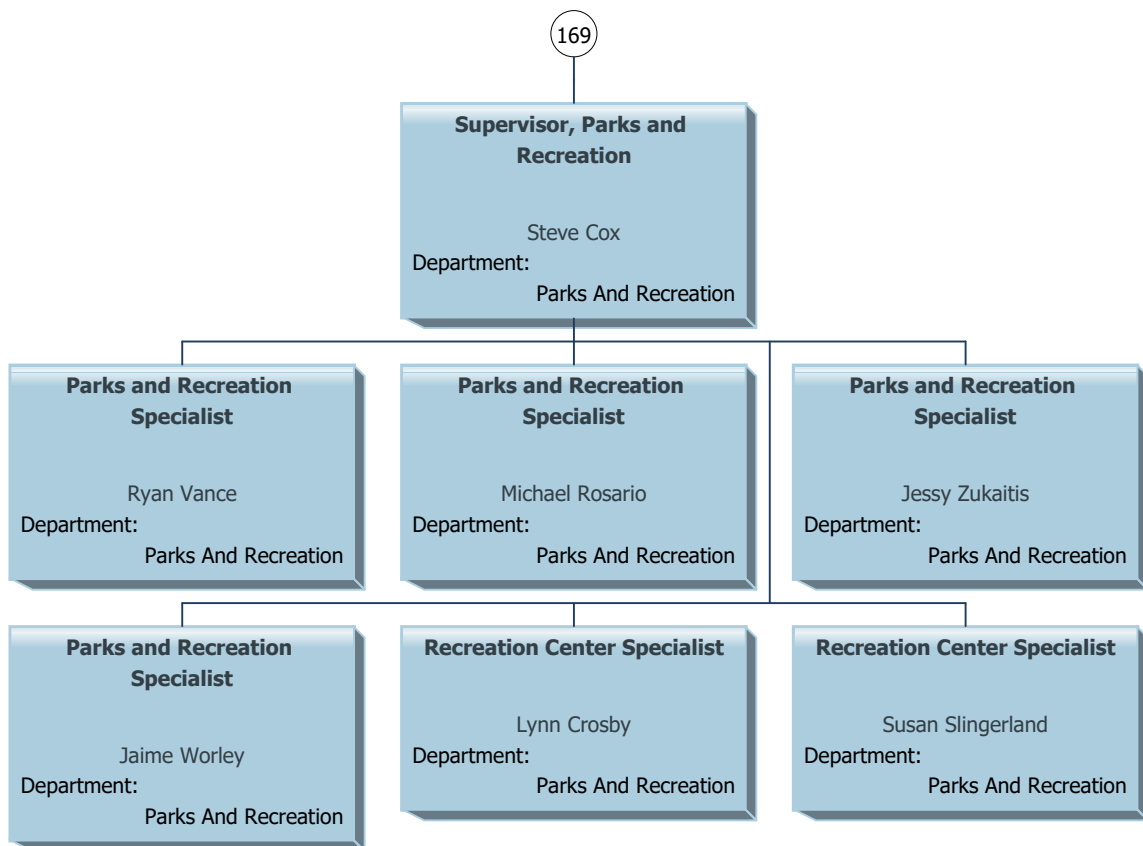 169
Supervisor, Parks and
Recreation
Steve Cox
Department:
Parks And Recreation
Parks and Recreation
Specialist
Ryan Vance
Department:
Parks And Recreation
Parks and Recreation
Specialist
Michael Rosario
Department:
Parks And Recreation
Parks and Recreation
Specialist
Jessy Zukaitis
Department:
Parks And Recreation
Parks and Recreation
Specialist
Jaime Worley
Department:
Parks And Recreation
Recreation Center Specialist
Lynn Crosby
Department:
Parks And Recreation
Recreation Center Specialist
Susan Slingerland
Department:
Parks And Recreation